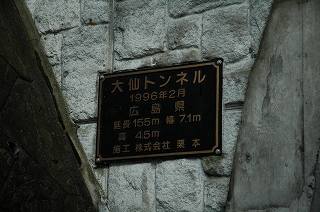 大仙トンネル
1996年2月
広島県
延長155m 幅7.1m
高4.5m
施工 株式会社 栗本